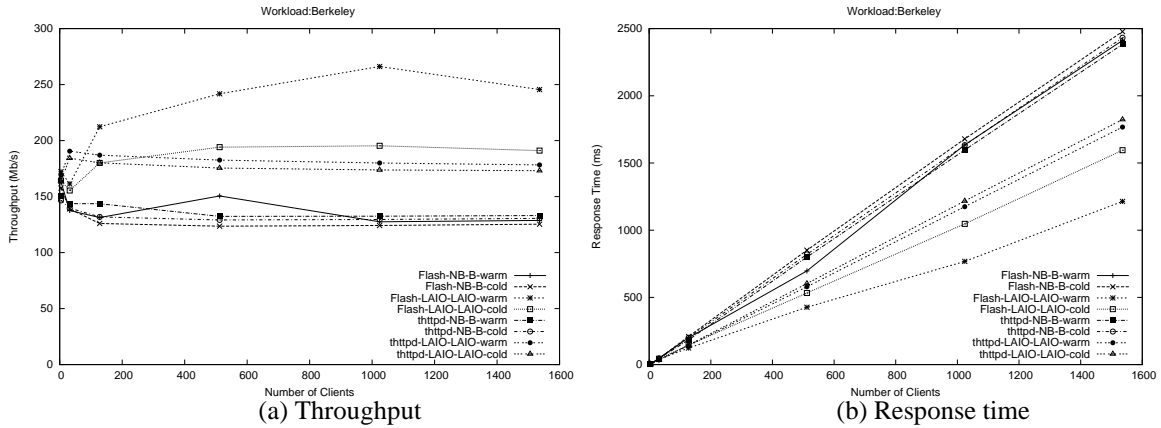 Workload:Berkeley
300
250
200
150
100
50
0
Throughput (Mb/s)
Flash-NB-B-warm
Flash-NB-B-cold
Flash-LAIO-LAIO-warm
Flash-LAIO-LAIO-cold
thttpd-NB-B-warm
thttpd-NB-B-cold
thttpd-LAIO-LAIO-warm
thttpd-LAIO-LAIO-cold
0 200 400 600 800 1000 1200 1400 1600
Number of Clients
(a) Throughput
Workload:Berkeley
2500
2000
1500
1000
500
0
Response Time (ms)
Flash-NB-B-warm
Flash-NB-B-cold
Flash-LAIO-LAIO-warm
Flash-LAIO-LAIO-cold
thttpd-NB-B-warm
thttpd-NB-B-cold
thttpd-LAIO-LAIO-warm
thttpd-LAIO-LAIO-cold
0 200 400 600 800 1000 1200 1400 1600
Number of Clients
(b) Response time